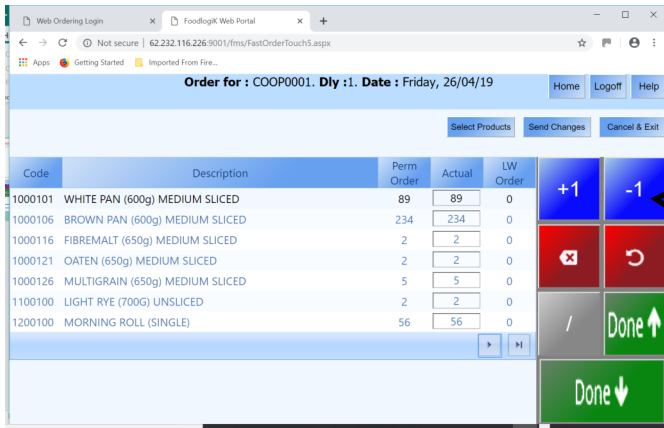 Web Ordering Login
FoodlogiK Web Portal
Not secure | 62.232.116.226:9001/fms/FastOrderTouch5.aspx
Apps Getting Started Imported From Fire...
Order for : COOP0001. Dly :1. Date : Friday, 26/04/19
Home Logoff Help
Select Products Send Changes Cancel & Exit
Code Description Perm Order Actual LW Order
1000101 WHITE PAN (600g) MEDIUM SLICED 89 89 0
1000106 BROWN PAN (600g) MEDIUM SLICED 234 234 0
1000116 FIBREMALT (650g) MEDIUM SLICED 2 2 0
1000121 OATEN (650g) MEDIUM SLICED 2 2 0
1000126 MULTIGRAIN (650g) MEDIUM SLICED 5 5 0
1100100 LIGHT RYE (700G) UNSLICED 2 2 0
1200100 MORNING ROLL (SINGLE) 56 56 0
+1 -1
/ Done
Done